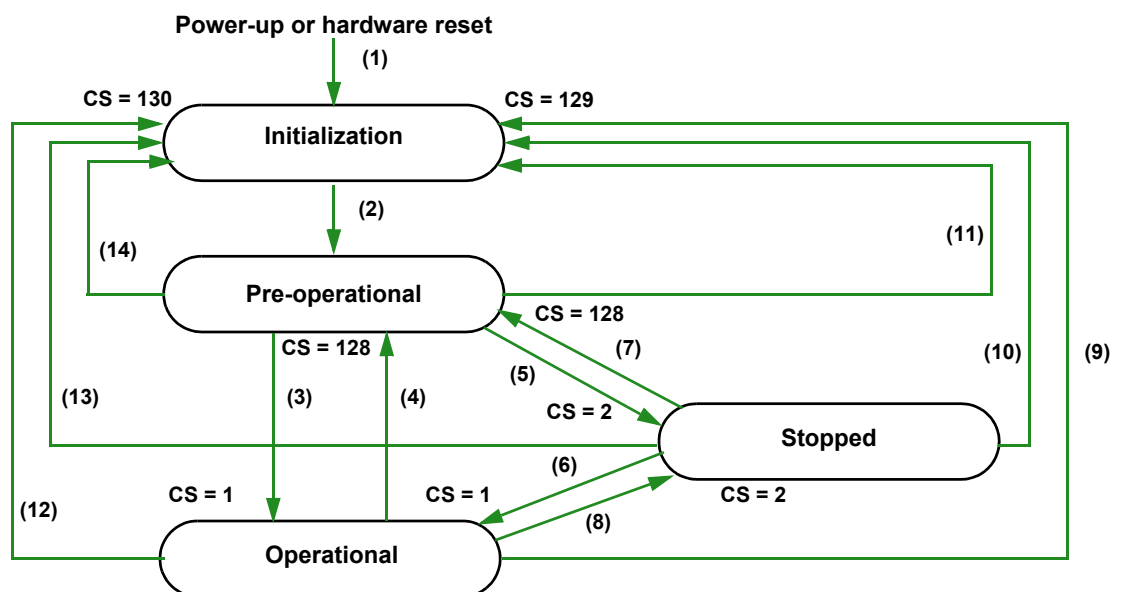 Power-up or hardware reset
(1)
CS = 130
CS = 129
Initialization
(2)
(14)
(11)
Pre-operational
CS = 128
CS = 128
(7)
(10)
(9)
(5)
(13)
(3)
(4)
CS = 2
Stopped
(6)
CS = 1
CS = 1
CS = 2
(12)
(8)
Operational